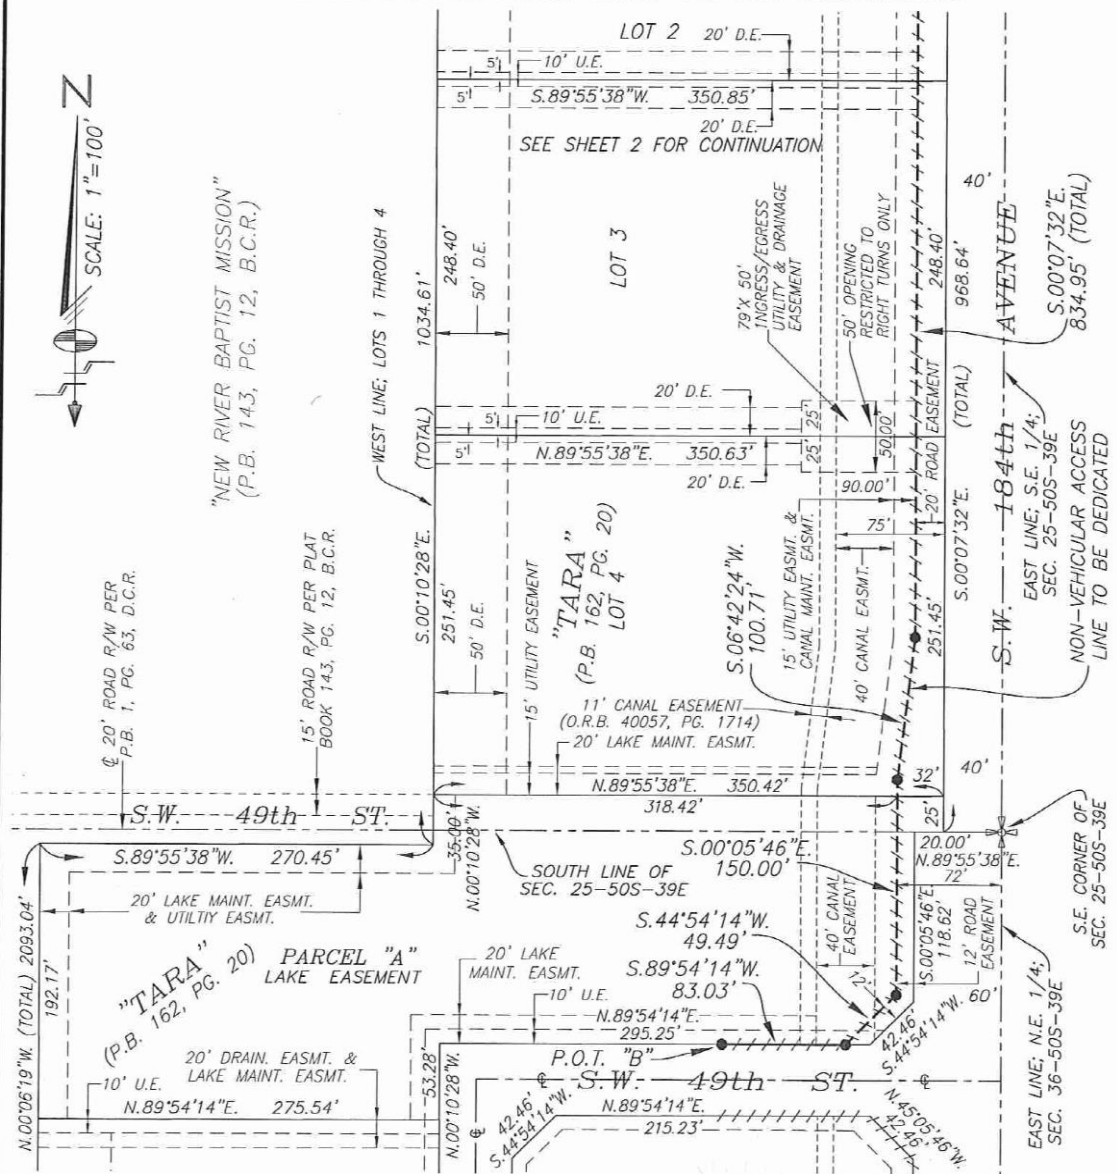 LOT 2
20' D.E.
5'
10' U.E.
5'
S.89°55'38"W. 350.85'
20' D.E.
SEE SHEET 2 FOR CONTINUATION
N
SCALE: 1"=100'
"NEW RIVER BAPTIST MISSION"
(P.B. 143, PG. 12, B.C.R.)
WEST LINE; LOTS 1 THROUGH 4
248.40'
1034.61'
50' D.E.
(TOTAL)
LOT 3
79'X 50'
INGRESS/EGRESS
UTILITY & DRAINAGE
EASEMENT
50' OPENING
RESTRICTED TO
RIGHT TURNS ONLY
40'
248.40'
968.64'
(TOTAL)
S.W. 184th AVENUE
S.00°07'32"E.
834.95' (TOTAL)
20' D.E.
5'
10' U.E.
5'
N.89°55'38"E. 350.63'
20' D.E.
25'
25'
50.00'
90.00'
75'
20' ROAD EASEMENT
EAST LINE; S.E. 1/4;
SEC. 25-50S-39E
NON-VEHICULAR ACCESS
LINE TO BE DEDICATED
℄ 20' ROAD R/W PER
P.B. 1, PG. 63, D.C.R.
15' ROAD R/W PER PLAT
BOOK 143, PG. 12, B.C.R.
S.00°10'28"E.
251.45'
50' D.E.
15' UTILITY EASEMENT
"TARA"
(P.B. 162, PG. 20)
LOT 4
S.06°42'24"W.
100.71'
15' UTILITY EASMT. &
CANAL MAINT. EASMT.
40' CANAL EASMT.
S.00°07'32"E.
251.45'
11' CANAL EASEMENT
(O.R.B. 40057, PG. 1714)
20' LAKE MAINT. EASMT.
N.89°55'38"E. 350.42'
318.42'
32'
40'
25'
S.W. 49th ST.
S.89°55'38"W. 270.45'
35.00'
N.00°10'28"W.
SOUTH LINE OF
SEC. 25-50S-39E
S.00°05'46"E.
150.00'
20.00'
N.89°55'38"E.
72'
S.E. CORNER OF
SEC. 25-50S-39E
20' LAKE MAINT. EASMT.
& UTILTIY EASMT.
N.00°06'19"W. (TOTAL) 2093.04'
192.17'
"TARA"
(P.B. 162, PG. 20)
PARCEL "A"
LAKE EASEMENT
40' CANAL
EASEMENT
S.44°54'14"W.
49.49'
S.89°54'14"W.
83.03'
12'
S.00°05'46"E.
118.62'
12' ROAD
EASEMENT
60'
20' LAKE
MAINT. EASMT.
10' U.E.
N.89°54'14"E.
295.25'
42.46'
S.44°54'14"W.
P.O.T. "B"
20' DRAIN. EASMT. &
LAKE MAINT. EASMT.
10' U.E.
N.89°54'14"E. 275.54'
53.28'
N.00°10'28"W.
℄
℄ S.W. 49th ST. ℄
N.89°54'14"E.
215.23'
42.46'
S.44°54'14"W.
N.45°05'46"W.
42.46'
EAST LINE; N.E. 1/4;
SEC. 36-50S-39E